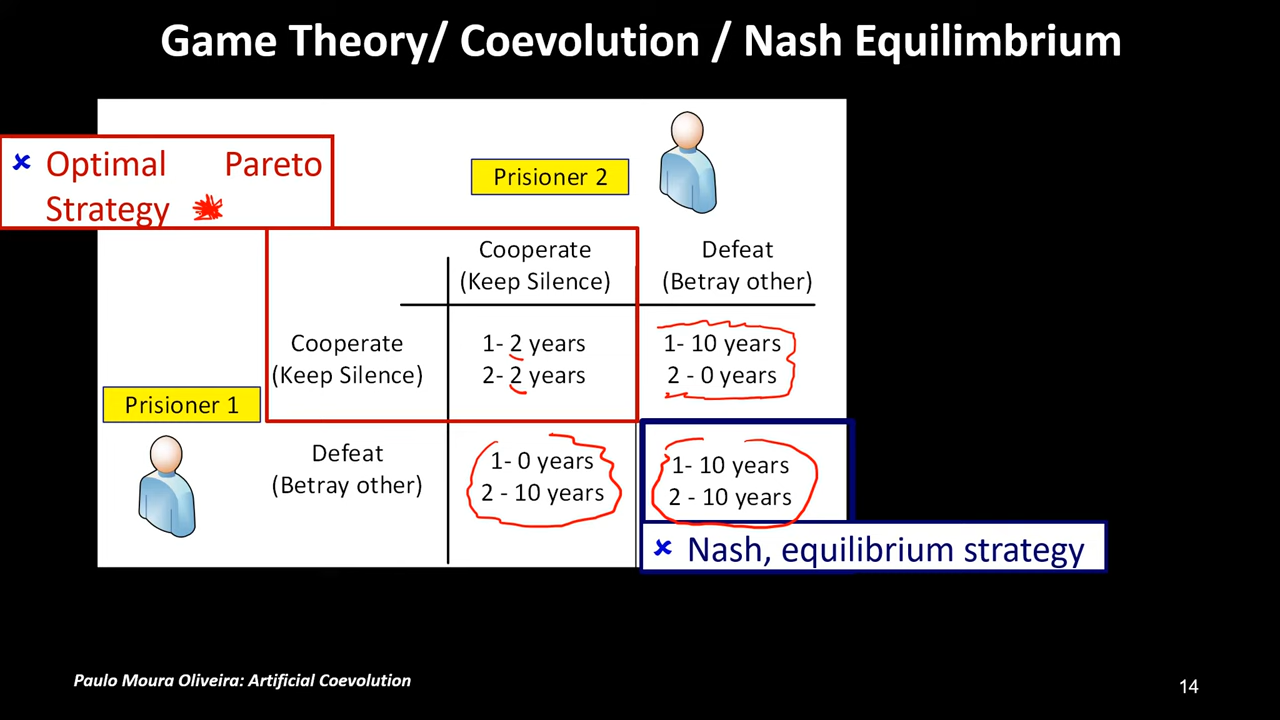 Game Theory/ Coevolution / Nash Equilimbrium
Optimal Pareto
Strategy
Prisioner 2
Cooperate
(Keep Silence)
Defeat
(Betray other)
Cooperate
(Keep Silence)
1- 2 years
2- 2 years
1- 10 years
2 - 0 years
Prisioner 1
Defeat
(Betray other)
1- 0 years
2 - 10 years
1- 10 years
2 - 10 years
Nash, equilibrium strategy
Paulo Moura Oliveira: Artificial Coevolution
14